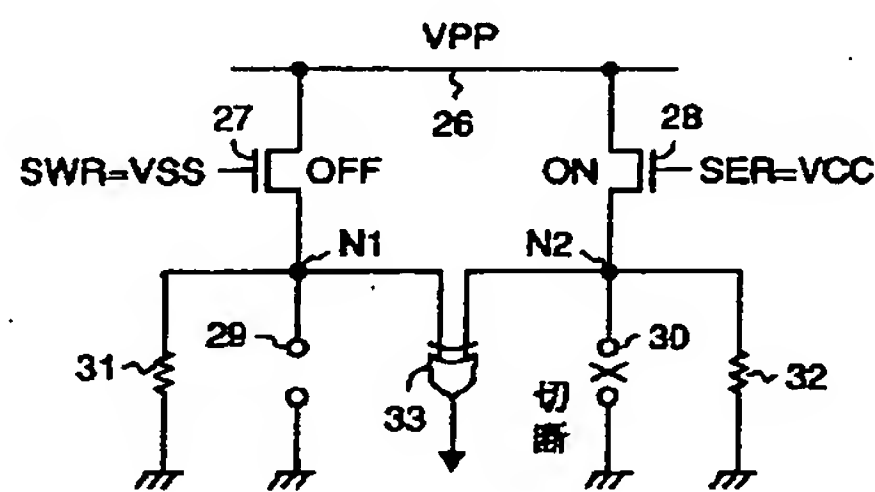 VPP
26
27
28
SWR=VSS
OFF
ON
SER=VCC
N1
N2
29
30
31
32
33
切断